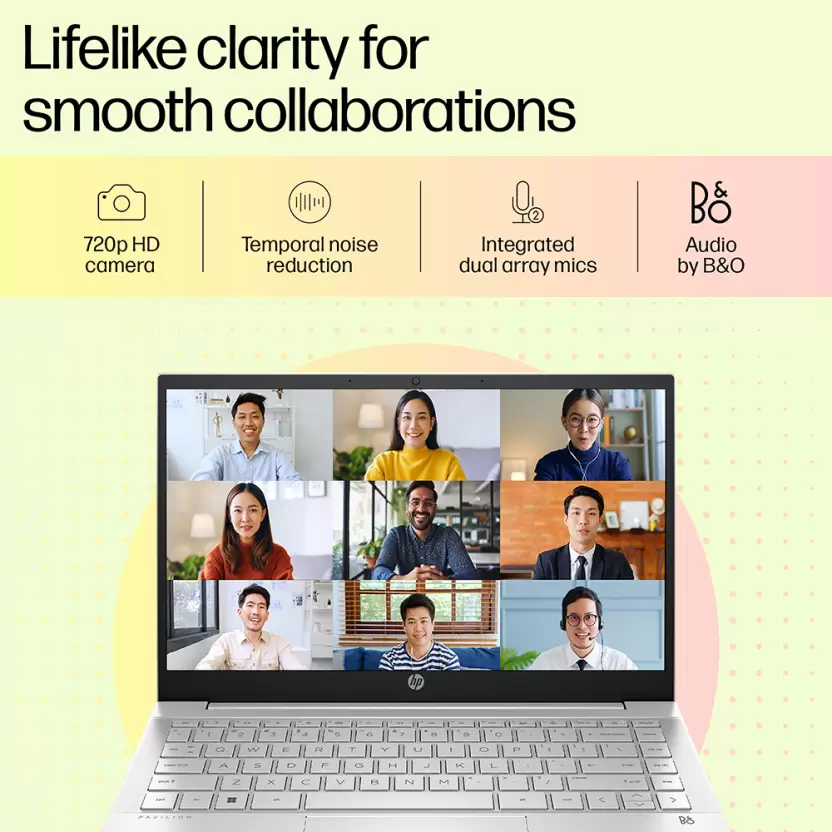 Lifelike clarity for
smooth collaborations
720p HD
camera
Temporal noise
reduction
2
Integrated
dual array mics
B&O
Audio
by B&O
hp
Q W E R T Y U I O P
A S D F G H J K L
Z X C V B N M
PAVILION
B&O